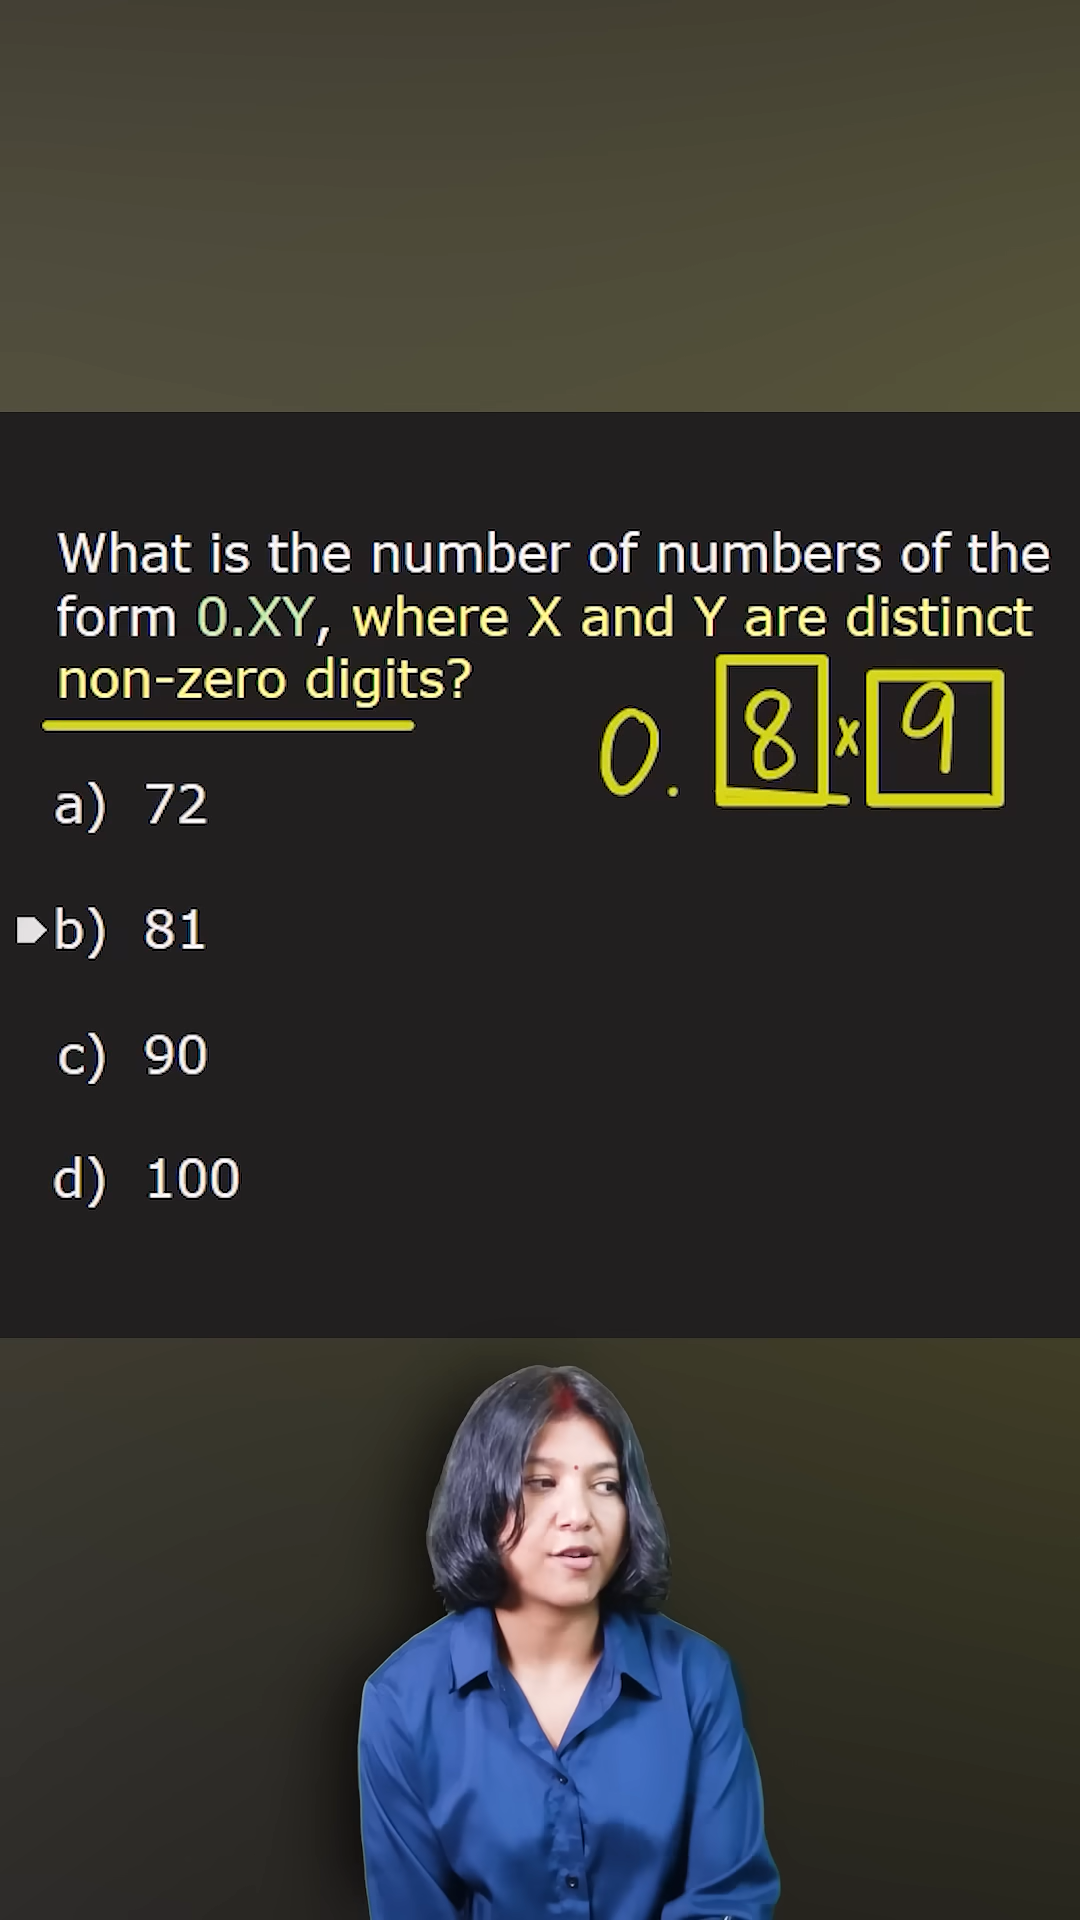 What is the number of numbers of the
form 0.XY, where X and Y are distinct
non-zero digits?
0. 8 x 9
a) 72
b) 81
c) 90
d) 100